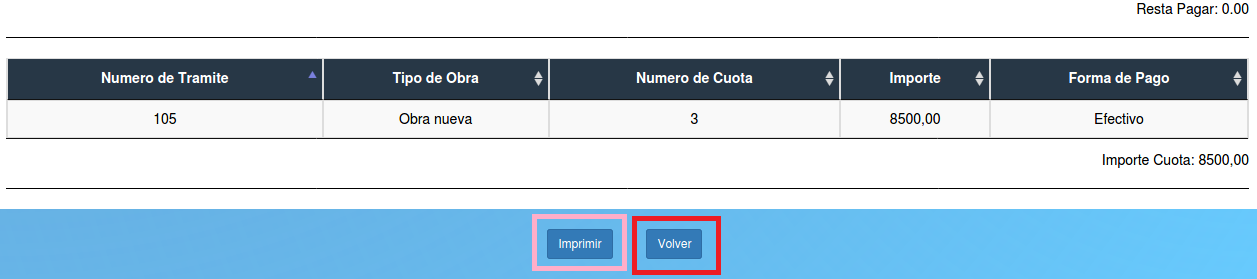 Resta Pagar: 0.00
Numero de Tramite Tipo de Obra Numero de Cuota Importe Forma de Pago
105 Obra nueva 3 8500,00 Efectivo
Importe Cuota: 8500,00
Imprimir Volver